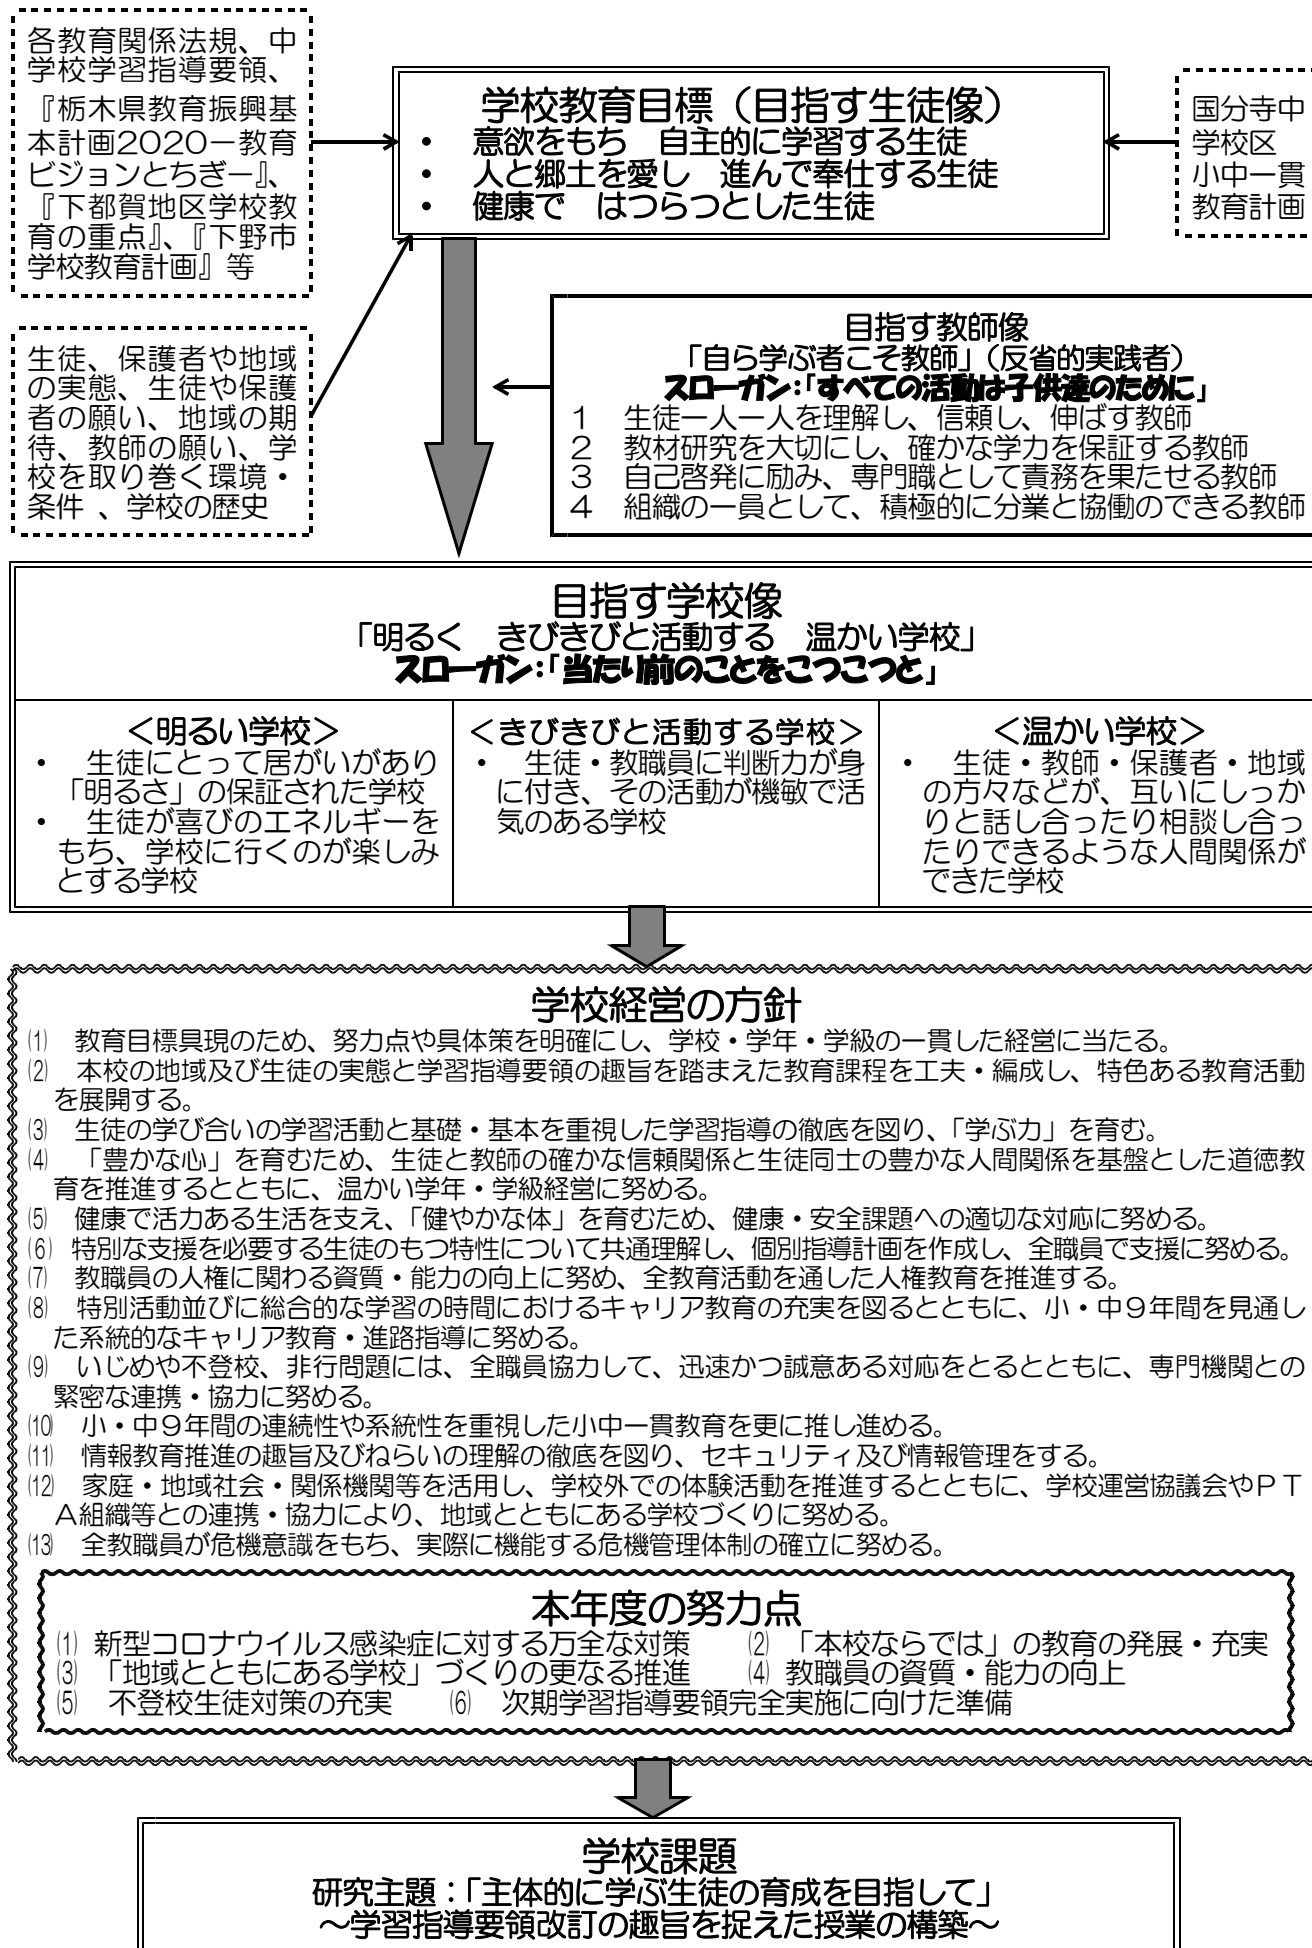 各教育関係法規、中
学校学習指導要領、
『栃木県教育振興基
本計画2020－教育
ビジョンとちぎ－』、
『下都賀地区学校教
育の重点』、『下野市
学校教育計画』等
学校教育目標（目指す生徒像）
・　意欲をもち　自主的に学習する生徒
・　人と郷土を愛し　進んで奉仕する生徒
・　健康で　はつらつとした生徒
国分寺中
学校区
小中一貫
教育計画
生徒、保護者や地域
の実態、生徒や保護
者の願い、地域の期
待、教師の願い、学
校を取り巻く環境・
条件 、学校の歴史
目指す教師像
「自ら学ぶ者こそ教師」（反省的実践者）
スローガン：「すべての活動は子供達のために」
１　生徒一人一人を理解し、信頼し、伸ばす教師
２　教材研究を大切にし、確かな学力を保証する教師
３　自己啓発に励み、専門職として責務を果たせる教師
４　組織の一員として、積極的に分業と協働のできる教師
目指す学校像
「明るく　きびきびと活動する　温かい学校」
スローガン：「当たり前のことをこつこつと」
＜明るい学校＞
・　生徒にとって居がいがあり
「明るさ」の保証された学校
・　生徒が喜びのエネルギーを
もち、学校に行くのが楽しみ
とする学校
＜きびきびと活動する学校＞
・　生徒・教職員に判断力が身
に付き、その活動が機敏で活
気のある学校
＜温かい学校＞
・　生徒・教師・保護者・地域
の方々などが、互いにしっか
りと話し合ったり相談し合っ
たりできるような人間関係が
できた学校
学校経営の方針
⑴　教育目標具現のため、努力点や具体策を明確にし、学校・学年・学級の一貫した経営に当たる。
⑵　本校の地域及び生徒の実態と学習指導要領の趣旨を踏まえた教育課程を工夫・編成し、特色ある教育活動
を展開する。
⑶　生徒の学び合いの学習活動と基礎・基本を重視した学習指導の徹底を図り、「学ぶ力」を育む。
⑷　「豊かな心」を育むため、生徒と教師の確かな信頼関係と生徒同士の豊かな人間関係を基盤とした道徳教
育を推進するとともに、温かい学年・学級経営に努める。
⑸　健康で活力ある生活を支え、「健やかな体」を育むため、健康・安全課題への適切な対応に努める。
⑹　特別な支援を必要する生徒のもつ特性について共通理解し、個別指導計画を作成し、全職員で支援に努める。
⑺　教職員の人権に関わる資質・能力の向上に努め、全教育活動を通した人権教育を推進する。
⑻　特別活動並びに総合的な学習の時間におけるキャリア教育の充実を図るとともに、小・中９年間を見通し
た系統的なキャリア教育・進路指導に努める。
⑼　いじめや不登校、非行問題には、全職員協力して、迅速かつ誠意ある対応をとるとともに、専門機関との
緊密な連携・協力に努める。
⑽　小・中９年間の連続性や系統性を重視した小中一貫教育を更に推し進める。
⑾　情報教育推進の趣旨及びねらいの理解の徹底を図り、セキュリティ及び情報管理をする。
⑿　家庭・地域社会・関係機関等を活用し、学校外での体験活動を推進するとともに、学校運営協議会やＰＴ
Ａ組織等との連携・協力により、地域とともにある学校づくりに努める。
⒀　全教職員が危機意識をもち、実際に機能する危機管理体制の確立に努める。
本年度の努力点
⑴ 新型コロナウイルス感染症に対する万全な対策　　⑵ 「本校ならでは」の教育の発展・充実
⑶ 「地域とともにある学校」づくりの更なる推進　　⑷ 教職員の資質・能力の向上
⑸　不登校生徒対策の充実　　⑹　次期学習指導要領完全実施に向けた準備
学校課題
研究主題：「主体的に学ぶ生徒の育成を目指して」
～学習指導要領改訂の趣旨を捉えた授業の構築～